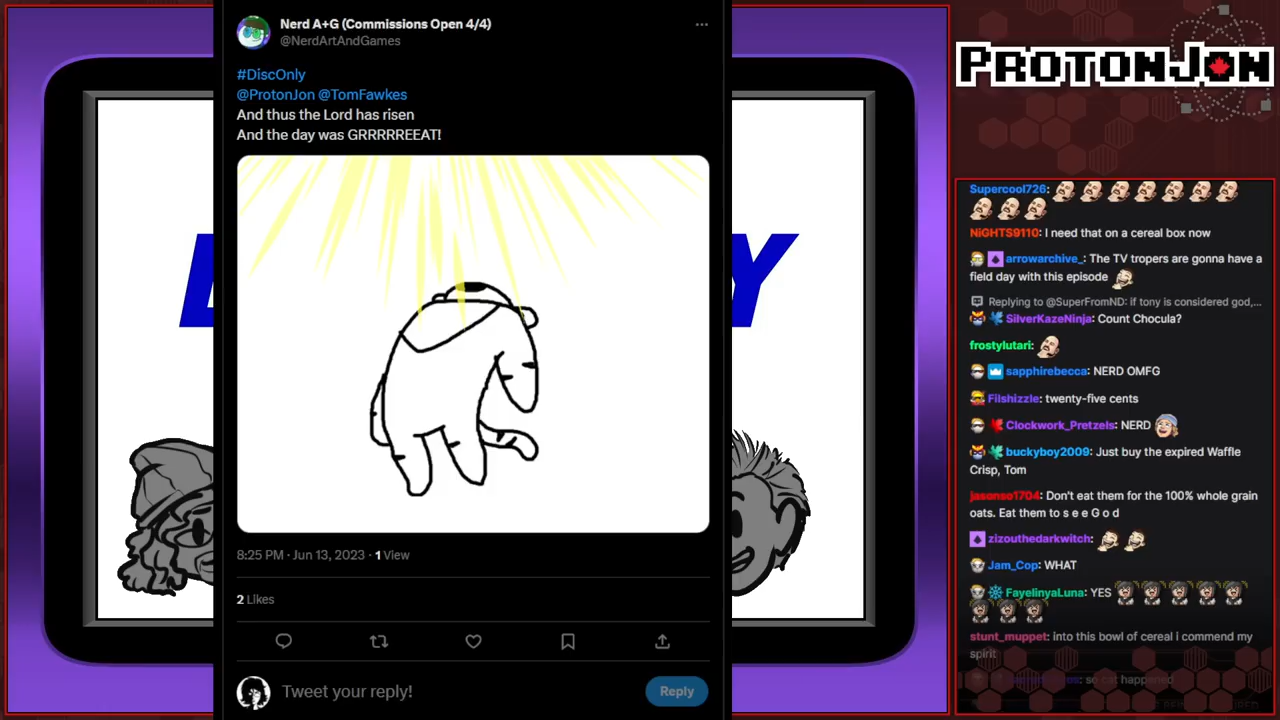 Nerd A+G (Commissions Open 4/4)
@NerdArtAndGames
#DiscOnly
@ProtonJon @TomFawkes
And thus the Lord has risen
And the day was GRRRRREEAT!
8:25 PM · Jun 13, 2023 · 1 View
2 Likes
Tweet your reply!
Reply
Y
PROTONJON
Supercool726:
NiGHTS9110: I need that on a cereal box now
arrowarchive_: The TV tropers are gonna have a
field day with this episode
Replying to @SuperFromND: if tony is considered god,...
SilverKazeNinja: Count Chocula?
frostylutari:
sapphirebecca: NERD OMFG
Filshizzle: twenty-five cents
Clockwork_Pretzels: NERD
buckyboy2009: Just buy the expired Waffle
Crisp, Tom
jasonso1704: Don't eat them for the 100% whole grain
oats. Eat them to s e e G o d
zizouthedarkwitch:
Jam_Cop: WHAT
FayelinyaLuna: YES
stunt_muppet: into this bowl of cereal i commend my
spirit
so cat happened